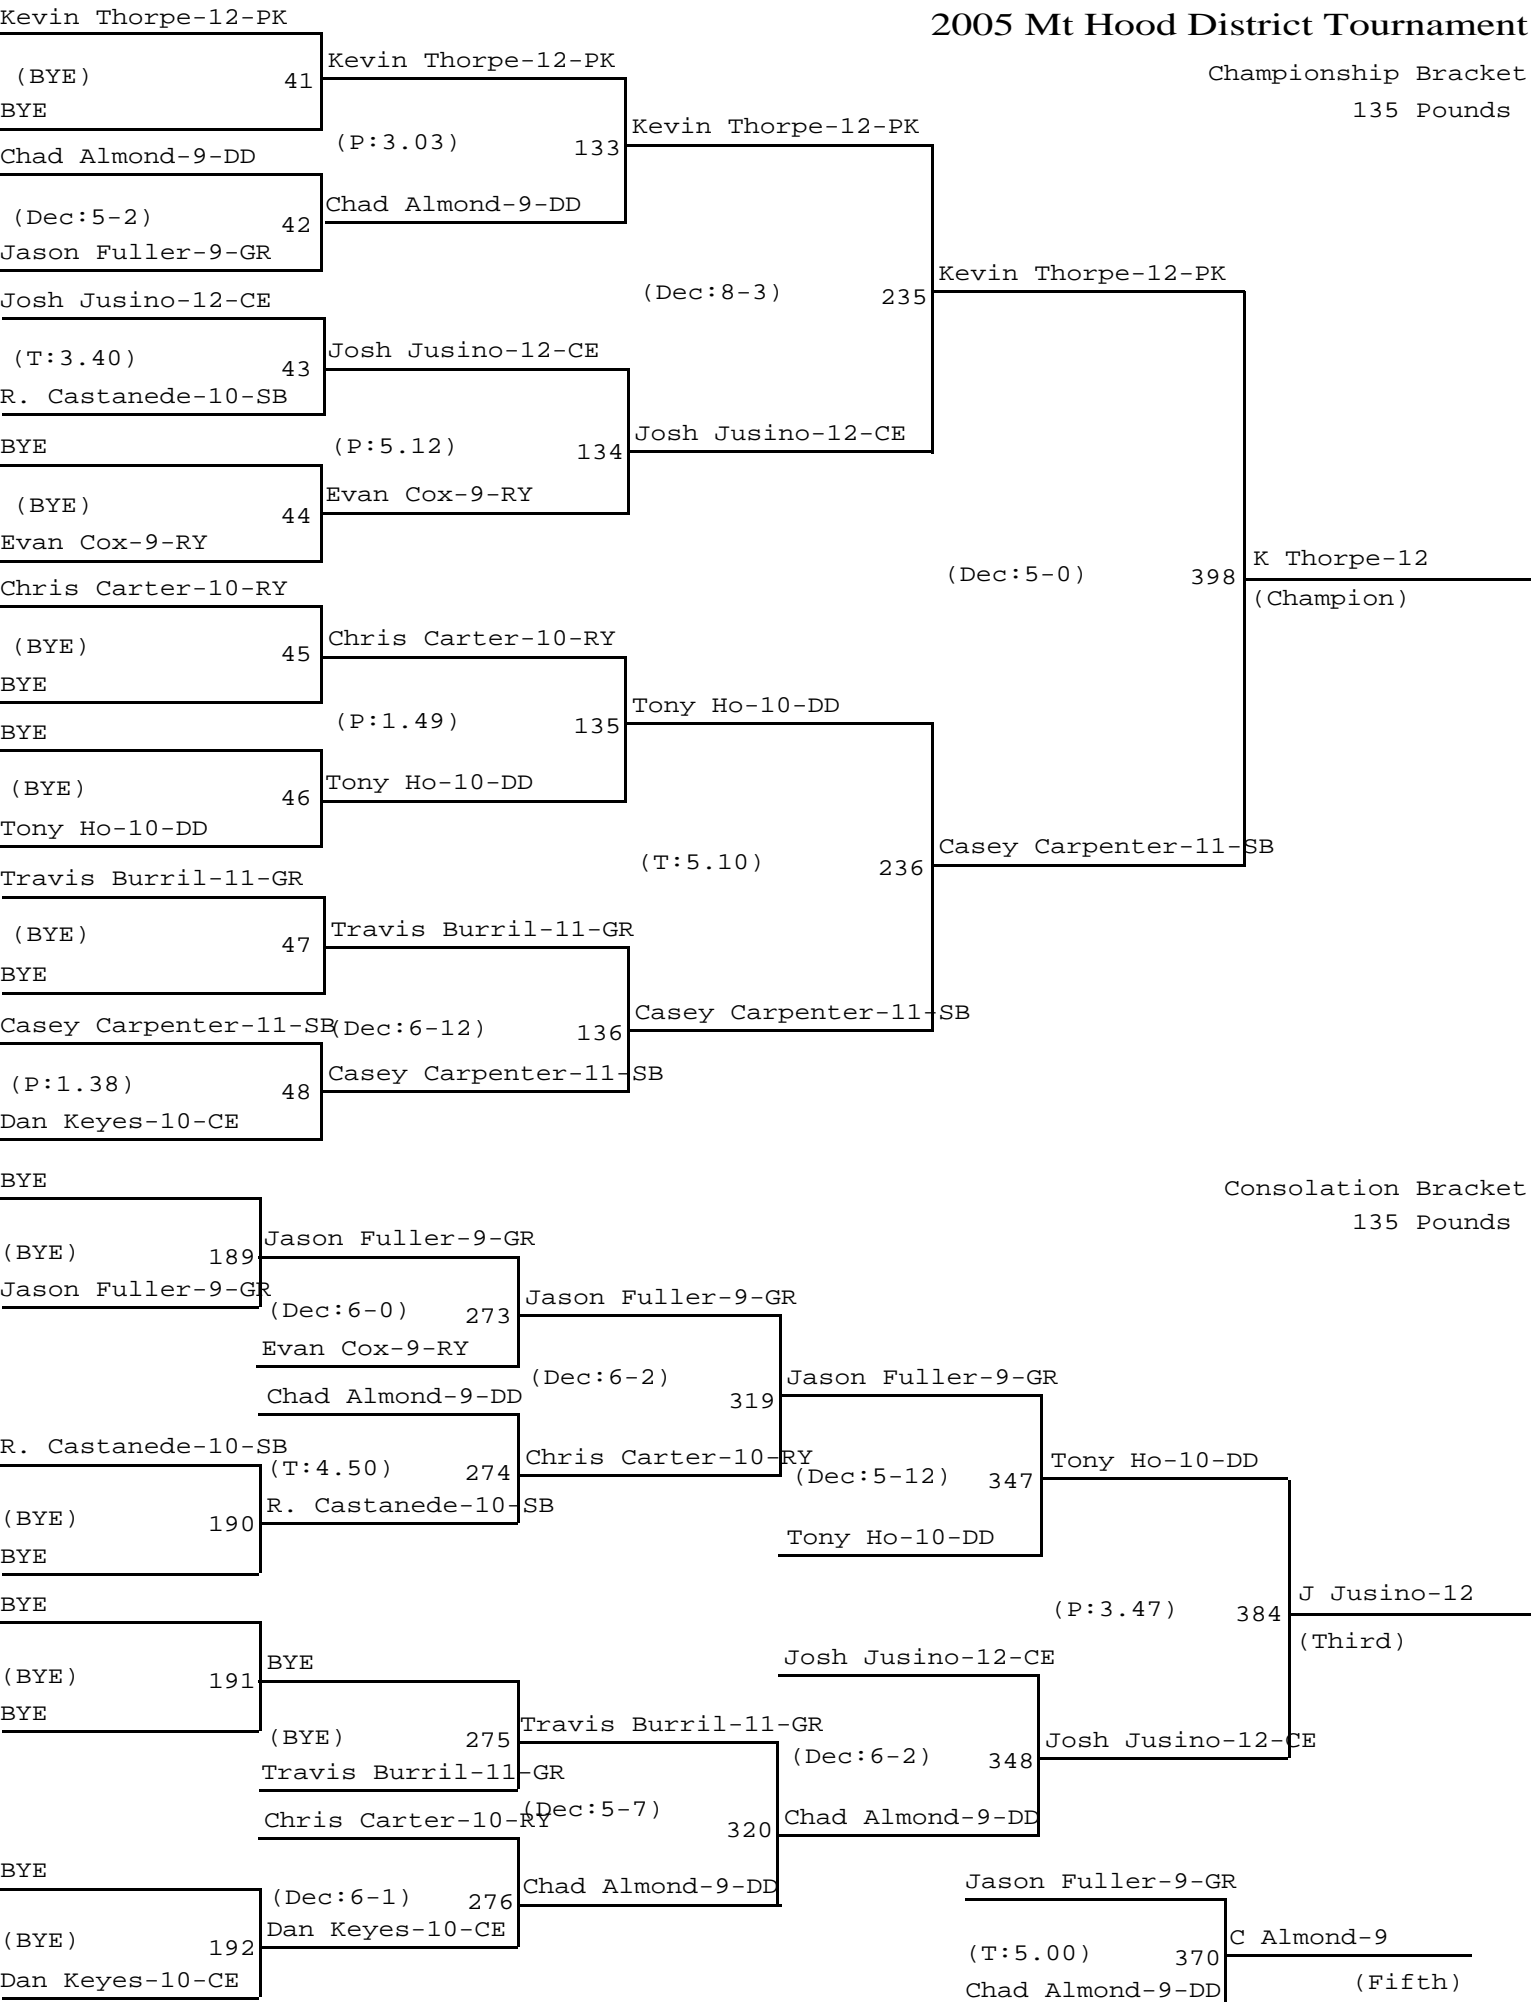 2005 Mt Hood District Tournament
Championship Bracket
135 Pounds
Kevin Thorpe-12-PK
(BYE)
41
BYE
Chad Almond-9-DD
(Dec:5-2)
42
Jason Fuller-9-GR
Josh Jusino-12-CE
(T:3.40)
43
R. Castanede-10-SB
BYE
(BYE)
44
Evan Cox-9-RY
Chris Carter-10-RY
(BYE)
45
BYE
BYE
(BYE)
46
Tony Ho-10-DD
Travis Burril-11-GR
(BYE)
47
BYE
Casey Carpenter-11-SB
(P:1.38)
48
Dan Keyes-10-CE
Kevin Thorpe-12-PK
(P:3.03)
133
Chad Almond-9-DD
Josh Jusino-12-CE
(P:5.12)
134
Evan Cox-9-RY
Chris Carter-10-RY
(P:1.49)
135
Tony Ho-10-DD
Travis Burril-11-GR
(Dec:6-12)
136
Casey Carpenter-11-SB
Kevin Thorpe-12-PK
(Dec:8-3)
235
Josh Jusino-12-CE
Tony Ho-10-DD
(T:5.10)
236
Casey Carpenter-11-SB
Kevin Thorpe-12-PK
(Dec:5-0)
398
Casey Carpenter-11-SB
K Thorpe-12
(Champion)
Consolation Bracket
135 Pounds
BYE
(BYE)
189
Jason Fuller-9-GR
R. Castanede-10-SB
(BYE)
190
BYE
BYE
(BYE)
191
BYE
BYE
(BYE)
192
Dan Keyes-10-CE
Jason Fuller-9-GR
(Dec:6-0)
273
Evan Cox-9-RY
Chad Almond-9-DD
(T:4.50)
274
R. Castanede-10-SB
BYE
(BYE)
275
Travis Burril-11-GR
Chris Carter-10-RY
(Dec:6-1)
276
Dan Keyes-10-CE
Jason Fuller-9-GR
(Dec:6-2)
319
Chris Carter-10-RY
Travis Burril-11-GR
(Dec:5-7)
320
Chad Almond-9-DD
Jason Fuller-9-GR
(Dec:5-12)
347
Tony Ho-10-DD
Josh Jusino-12-CE
(Dec:6-2)
348
Chad Almond-9-DD
Tony Ho-10-DD
(P:3.47)
384
Josh Jusino-12-CE
J Jusino-12
(Third)
Jason Fuller-9-GR
(T:5.00)
370
Chad Almond-9-DD
C Almond-9
(Fifth)